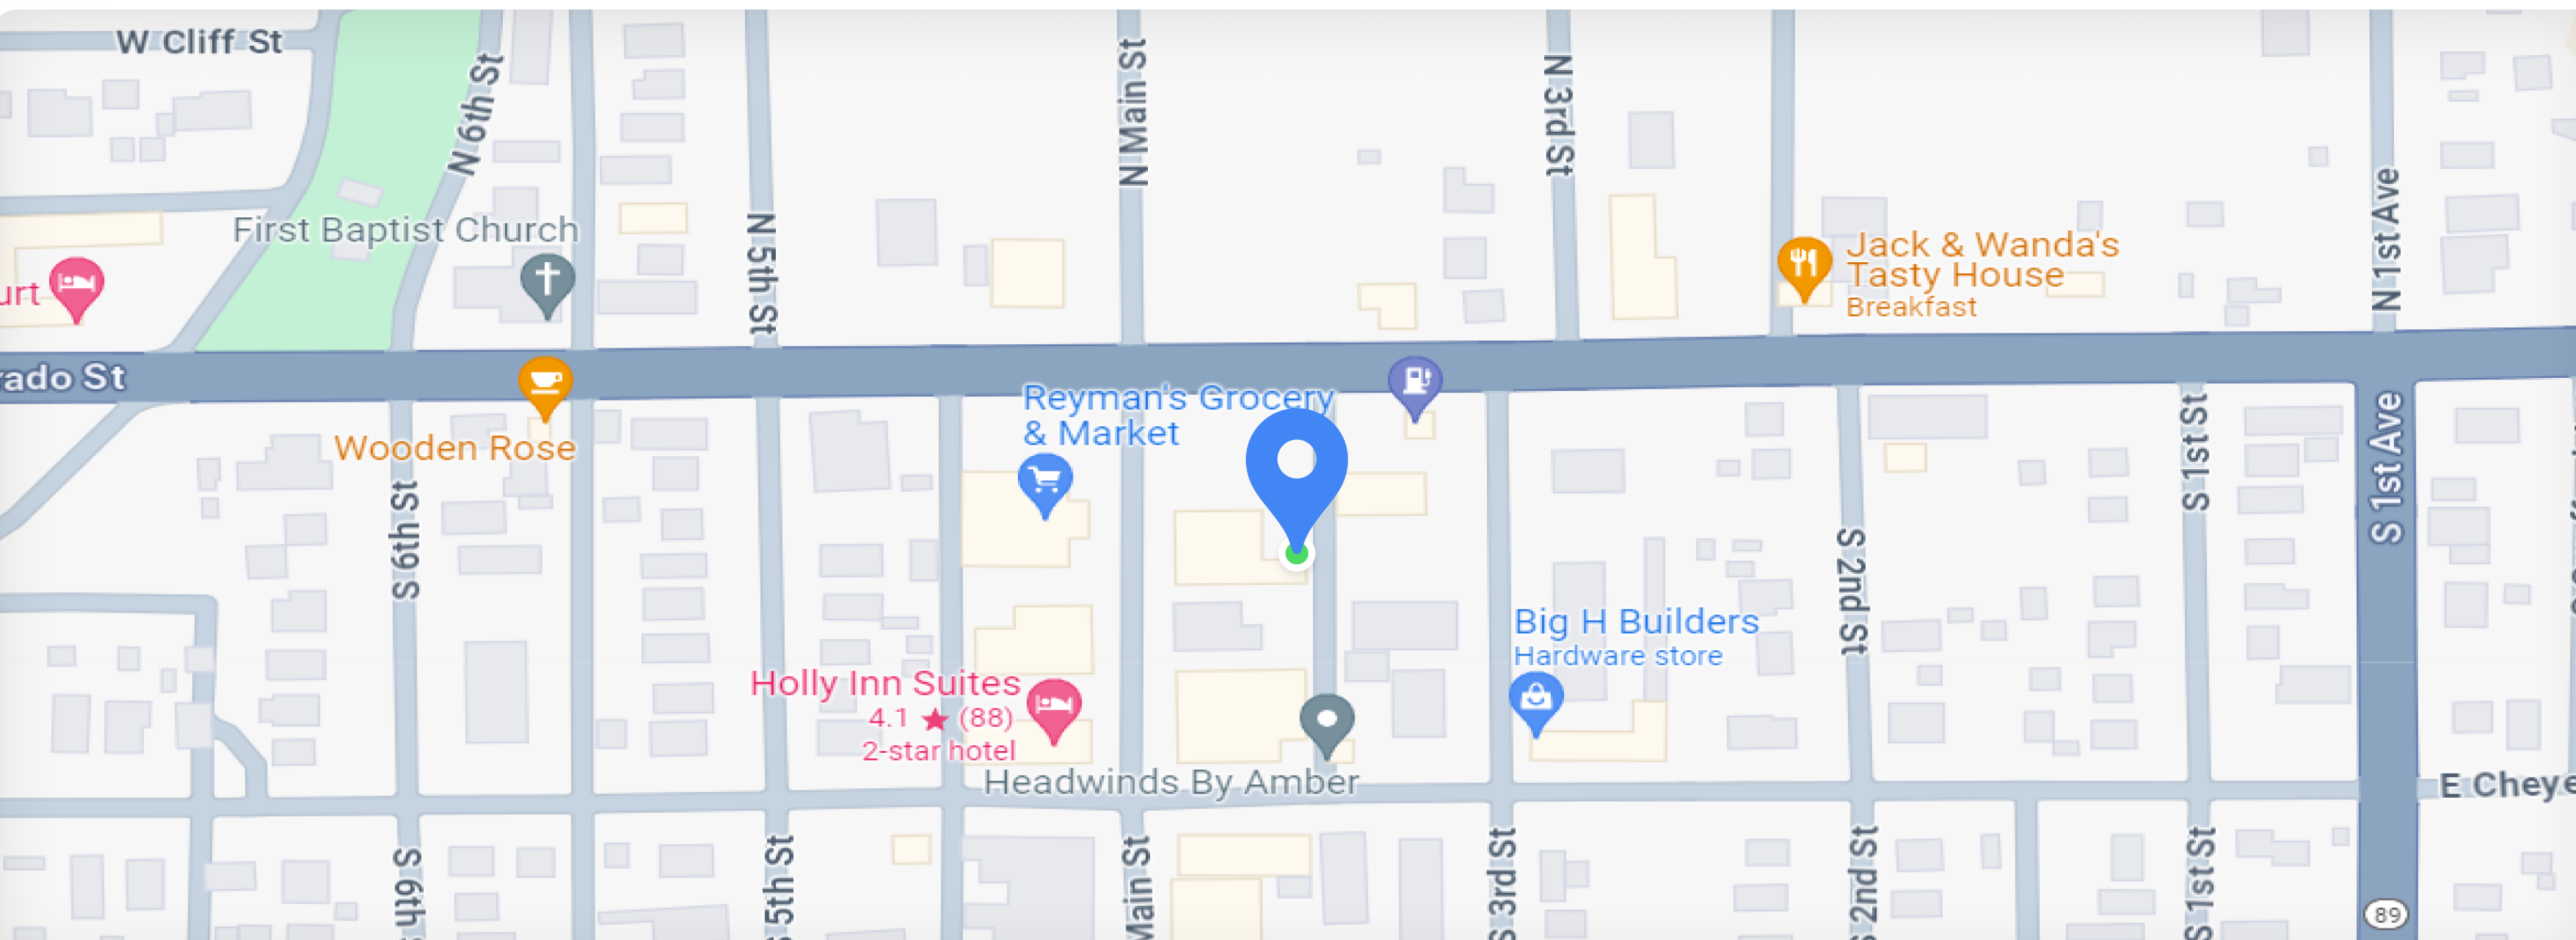 W Cliff St
N 6th St
N Main St
N 3rd St
N 5th St
N 1st Ave
First Baptist Church
Jack & Wanda's
Tasty House
Breakfast
urt
rado St
Reyman's Grocery
& Market
Wooden Rose
S 6th St
S 1st St
S 1st Ave
S 2nd St
Big H Builders
Hardware store
Holly Inn Suites
4.1 ★ (88)
2-star hotel
Headwinds By Amber
E Cheye
S 6th
5th St
Main St
S 3rd St
2nd St
S 1st St
89